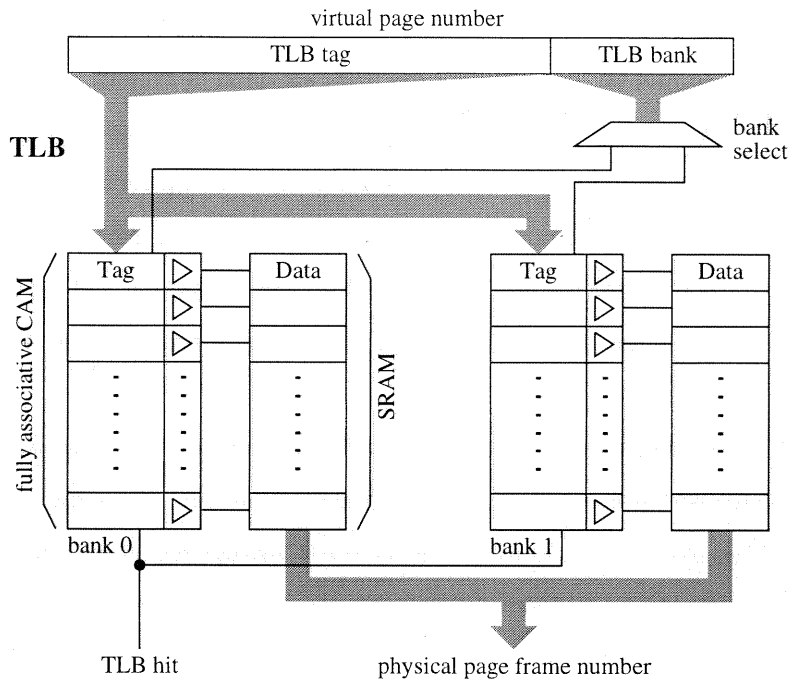 virtual page number
TLB tag
TLB bank
bank
select
TLB
Tag
Data
Tag
Data
fully associative CAM
SRAM
bank 0
bank 1
TLB hit
physical page frame number